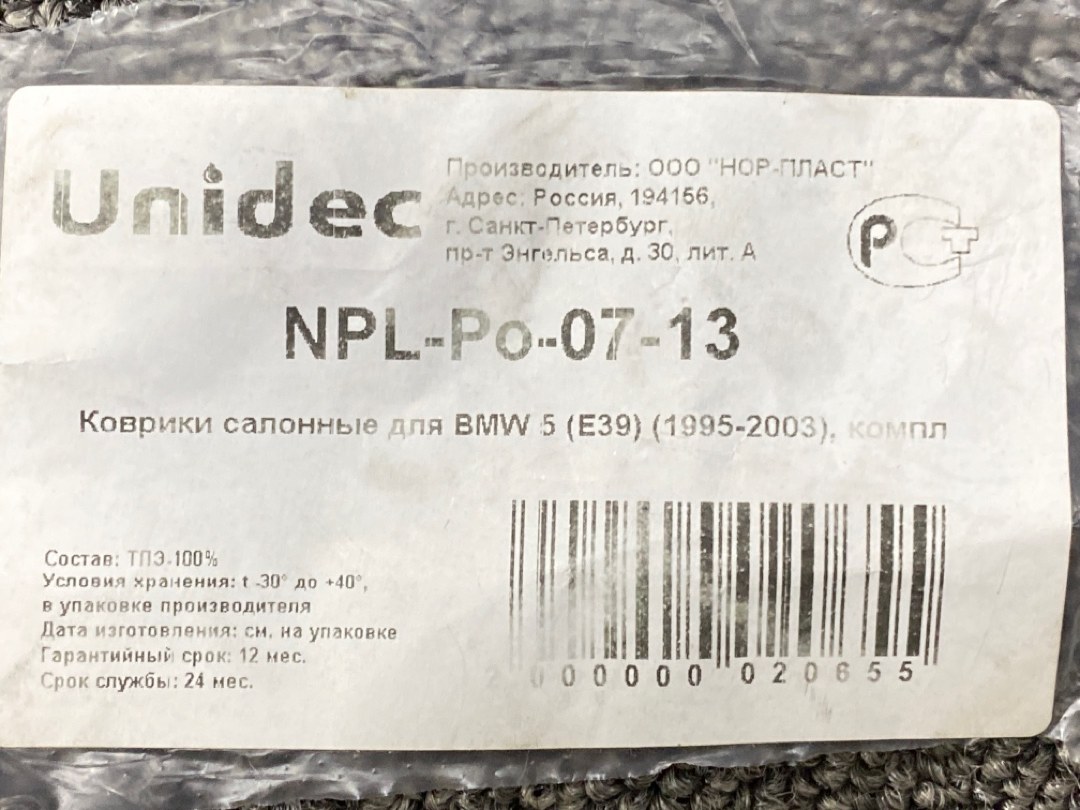 Unidec
Производитель: ООО "НОР-ПЛАСТ"
Адрес: Россия, 194156,
г. Санкт-Петербург,
пр-т Энгельса, д. 30, лит. А
РСТ
NPL-Po-07-13
Коврики салонные для BMW 5 (E39) (1995-2003), компл
Состав: ТПЭ-100%
Условия хранения: t -30° до +40°,
в упаковке производителя
Дата изготовления: см. на упаковке
Гарантийный срок: 12 мес.
Срок службы: 24 мес.
2 000000 020655